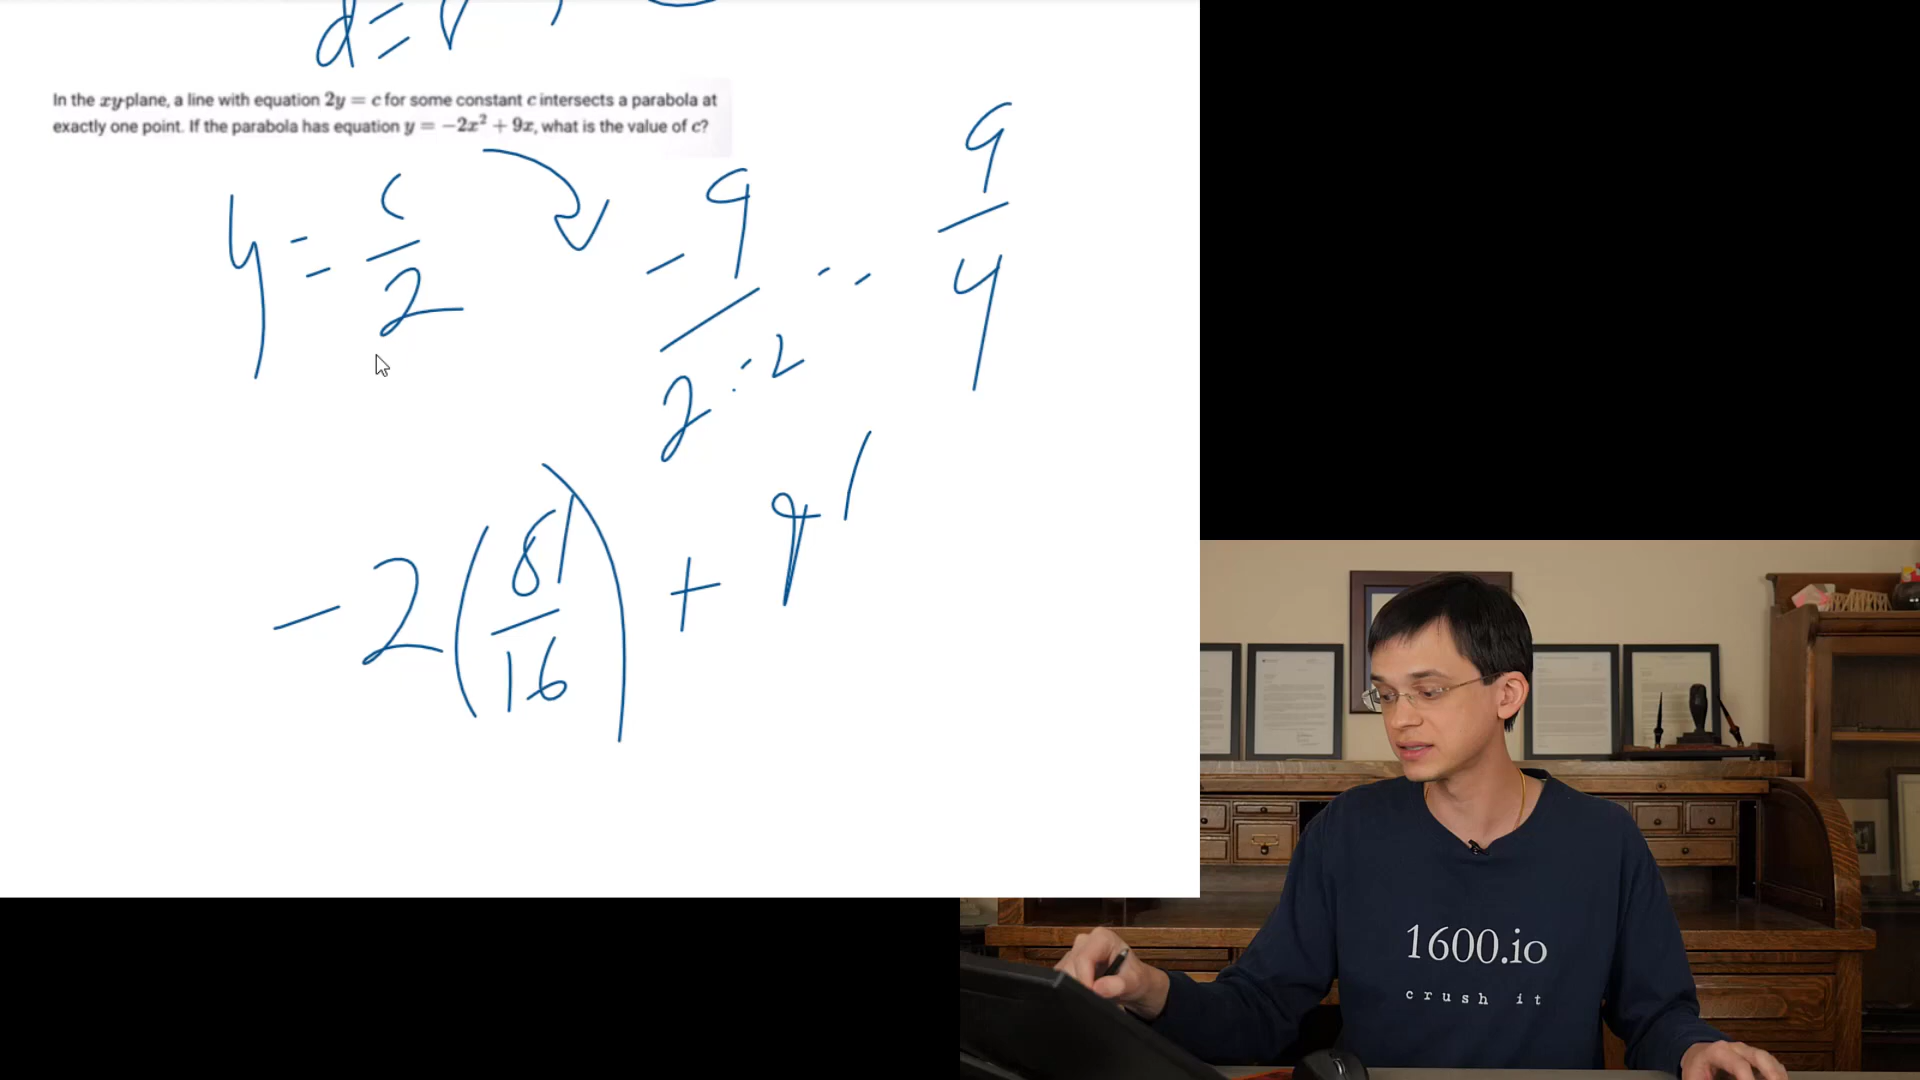 d =
In the xy-plane, a line with equation 2y = c for some constant c intersects a parabola at
exactly one point. If the parabola has equation y = −2x² + 9x, what is the value of c?
y = c/2
-9/2·-2
9/4
-2(81/16) + 9
1600.io
crush it